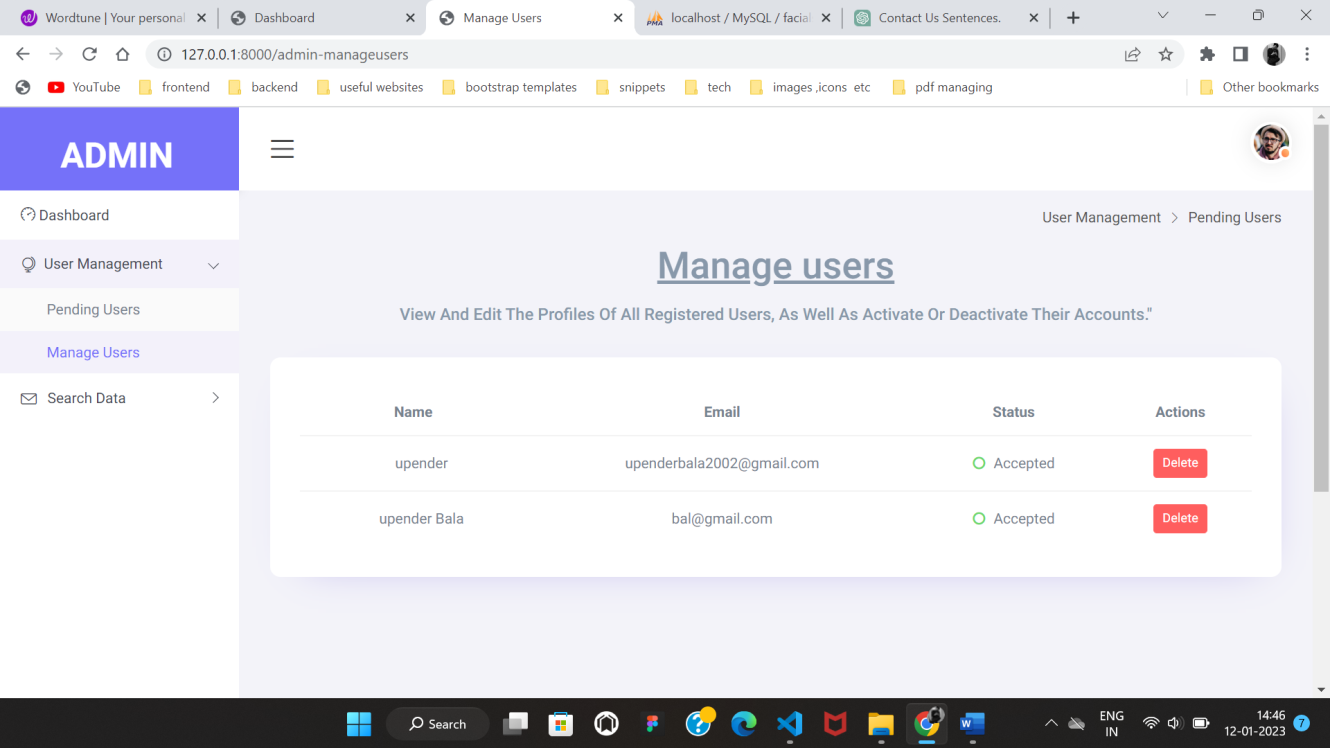 Wordtune | Your personal
Dashboard
Manage Users
localhost / MySQL / facial
Contact Us Sentences.
127.0.0.1:8000/admin-manageusers
YouTube
frontend
backend
useful websites
bootstrap templates
snippets
tech
images ,icons etc
pdf managing
Other bookmarks
ADMIN
Dashboard
User Management
Pending Users
Manage Users
Search Data
User Management > Pending Users
Manage users
View And Edit The Profiles Of All Registered Users, As Well As Activate Or Deactivate Their Accounts."
Name Email Status Actions
upender upenderbala2002@gmail.com Accepted Delete
upender Bala bal@gmail.com Accepted Delete
Search
ENG
IN
14:46
12-01-2023
7